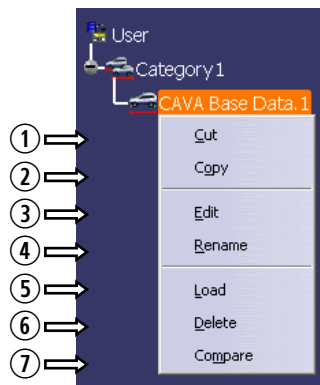 User
Category1
CAVA Base Data.1
① Cut
② Copy
③ Edit
④ Rename
⑤ Load
⑥ Delete
⑦ Compare